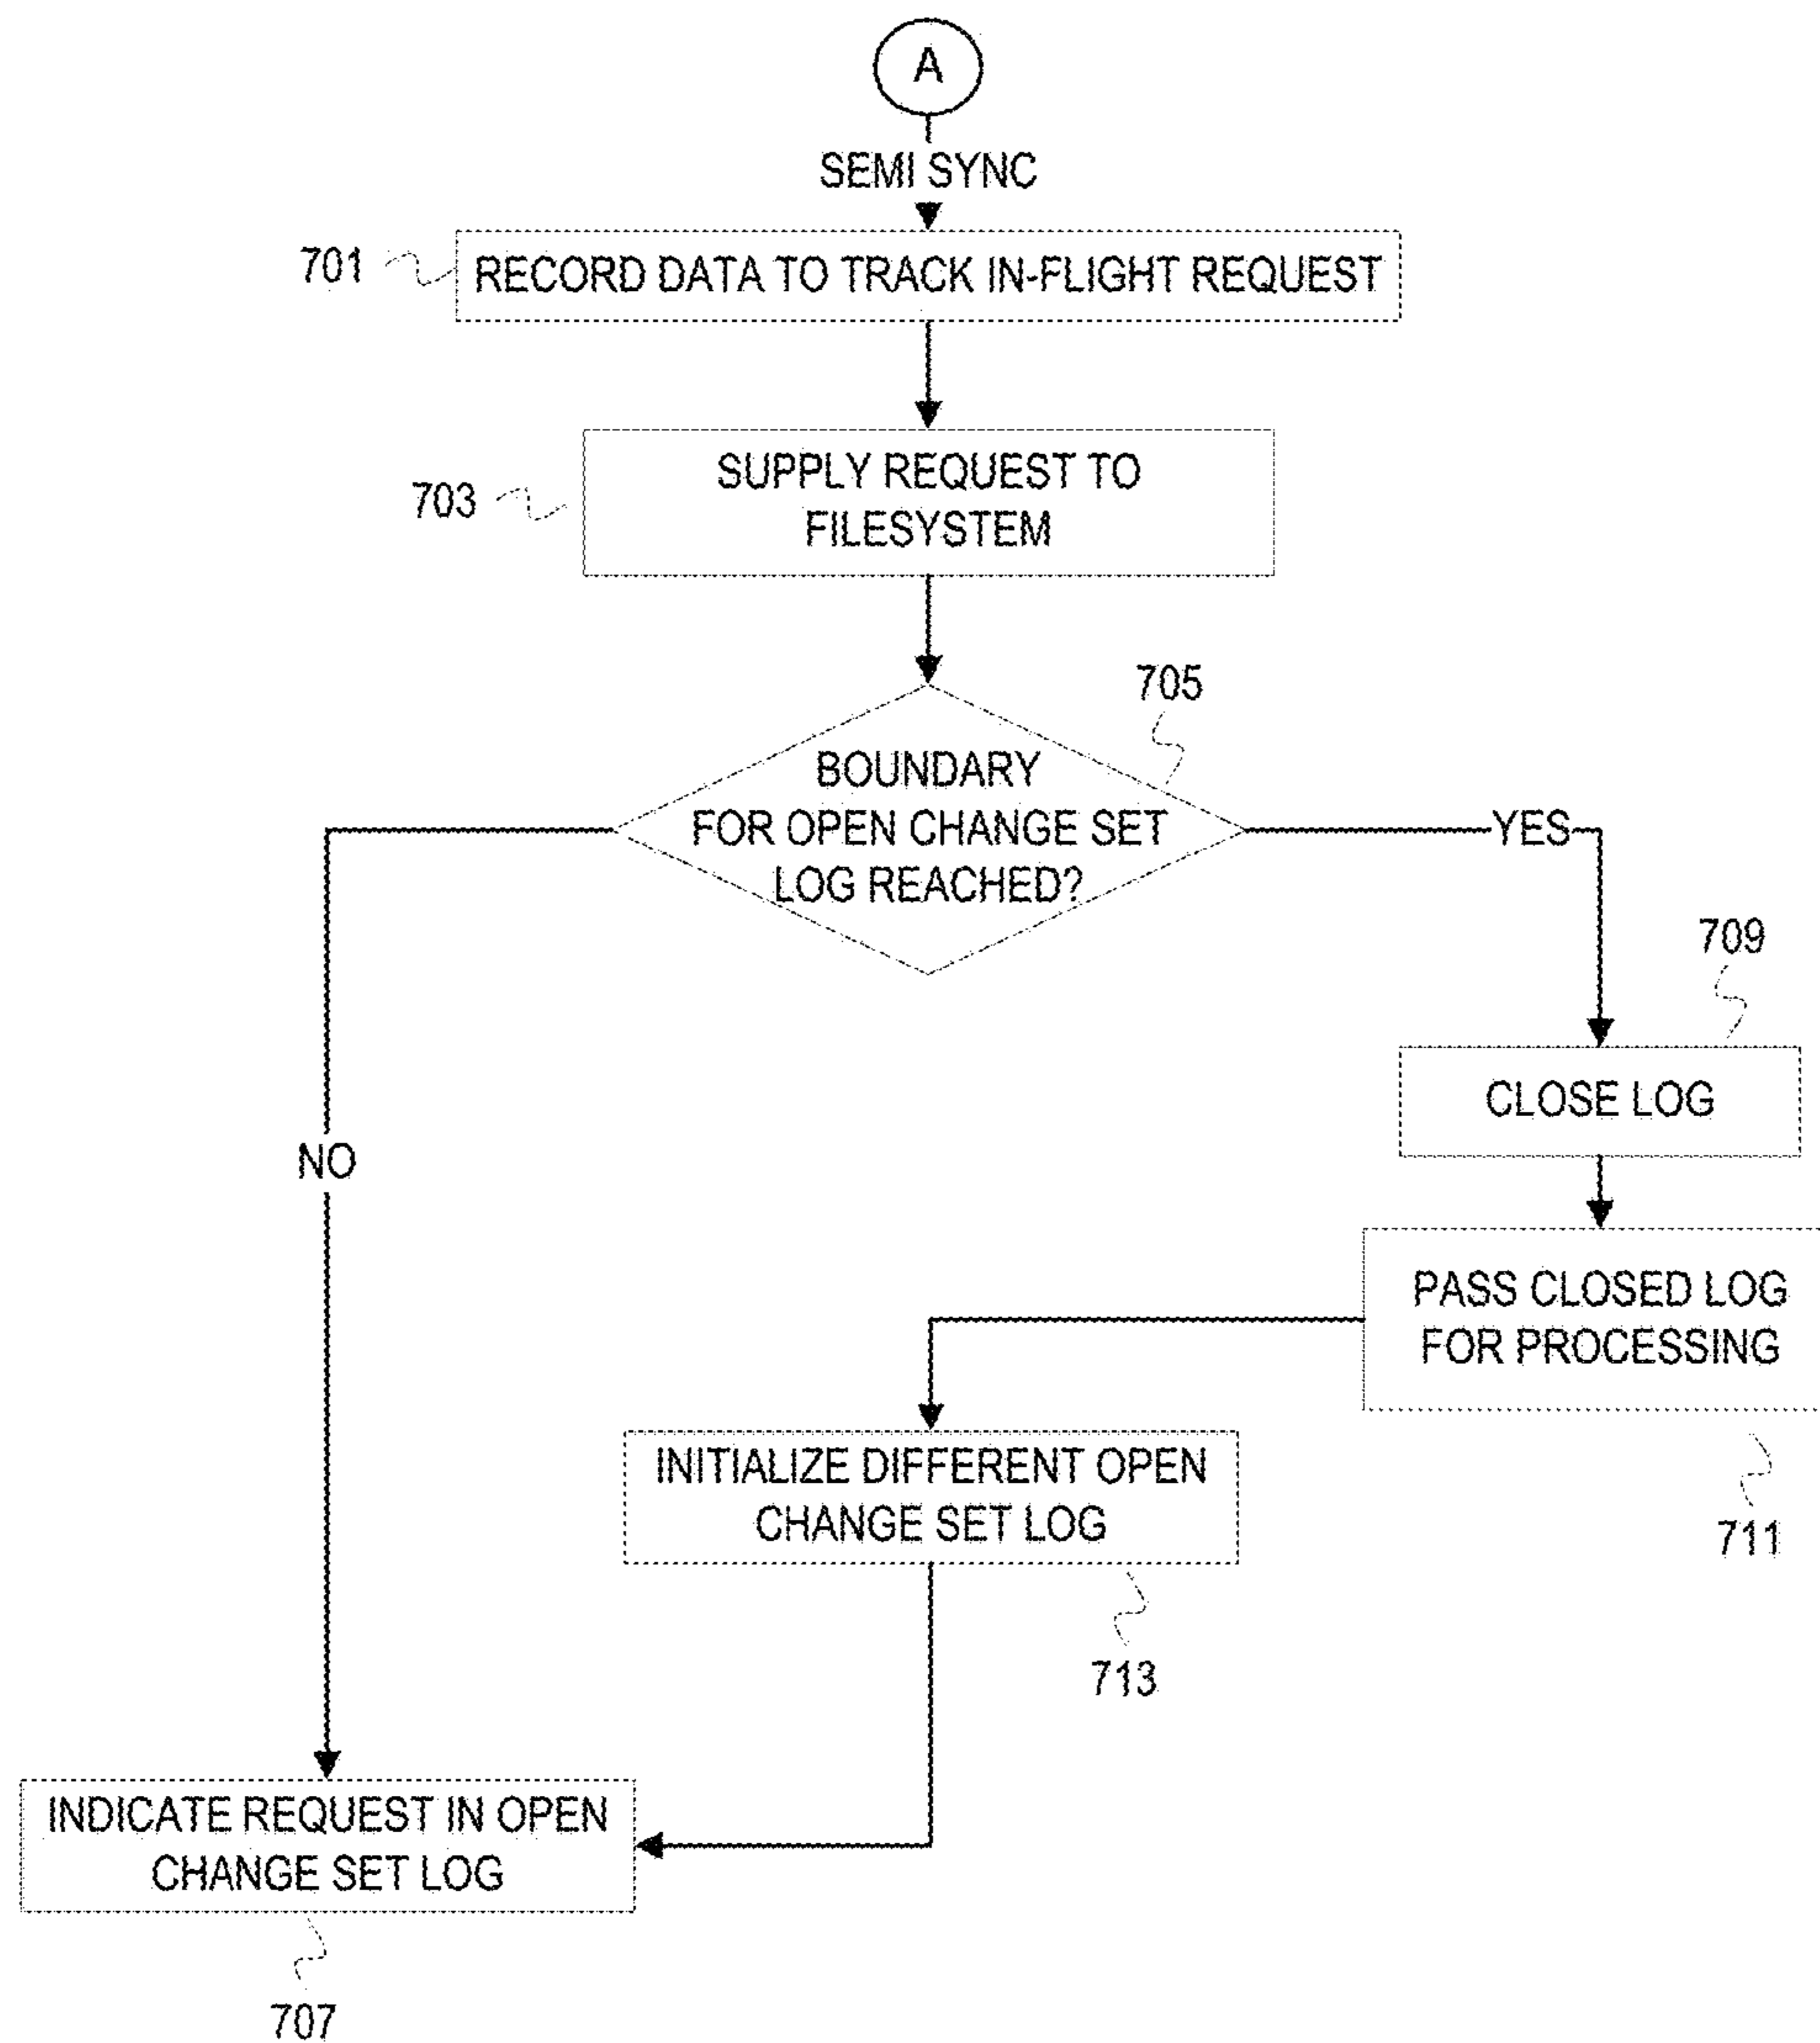 A
SEMI SYNC
701
RECORD DATA TO TRACK IN-FLIGHT REQUEST
703
SUPPLY REQUEST TO
FILESYSTEM
705
BOUNDARY
FOR OPEN CHANGE SET
LOG REACHED?
YES
709
CLOSE LOG
NO
PASS CLOSED LOG
FOR PROCESSING
711
INITIALIZE DIFFERENT OPEN
CHANGE SET LOG
713
INDICATE REQUEST IN OPEN
CHANGE SET LOG
707